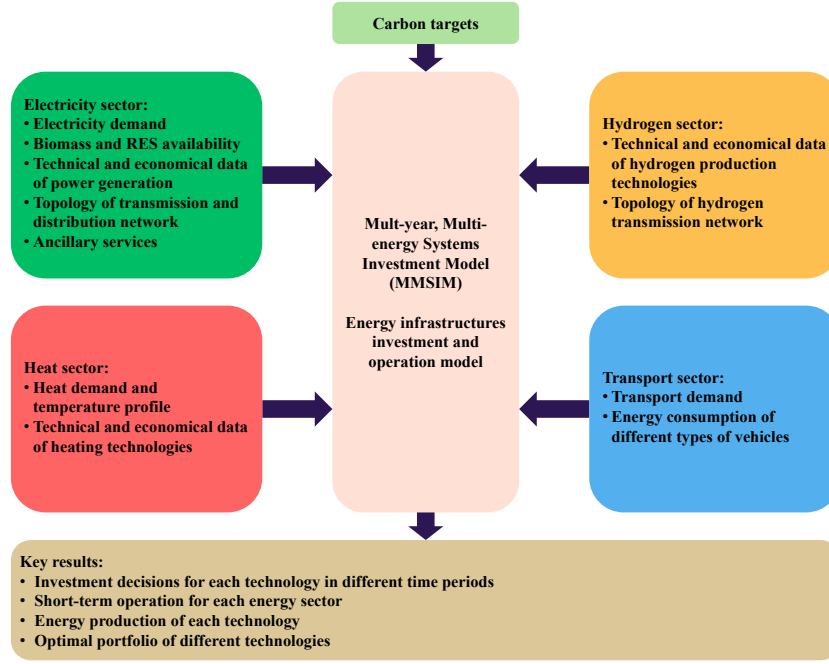 Carbon targets
Electricity sector:
• Electricity demand
• Biomass and RES availability
• Technical and economical data
of power generation
• Topology of transmission and
distribution network
• Ancillary services
Hydrogen sector:
• Technical and economical data
of hydrogen production
technologies
• Topology of hydrogen
transmission network
Mult-year, Multi-
energy Systems
Investment Model
(MMSIM)
Energy infrastructures
investment and
operation model
Heat sector:
• Heat demand and
temperature profile
• Technical and economical data
of heating technologies
Transport sector:
• Transport demand
• Energy consumption of
different types of vehicles
Key results:
• Investment decisions for each technology in different time periods
• Short-term operation for each energy sector
• Energy production of each technology
• Optimal portfolio of different technologies